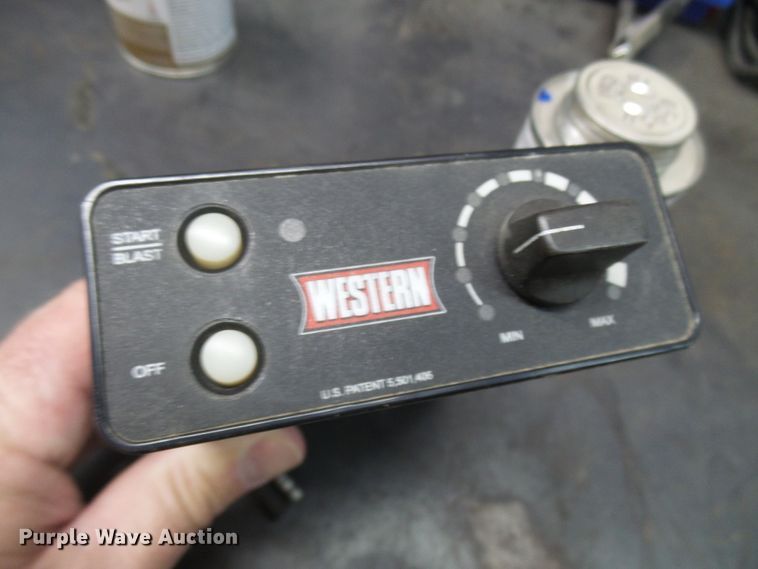 START
BLAST
WESTERN
OFF
MIN
MAX
U.S. PATENT 5,501,405
Purple Wave Auction